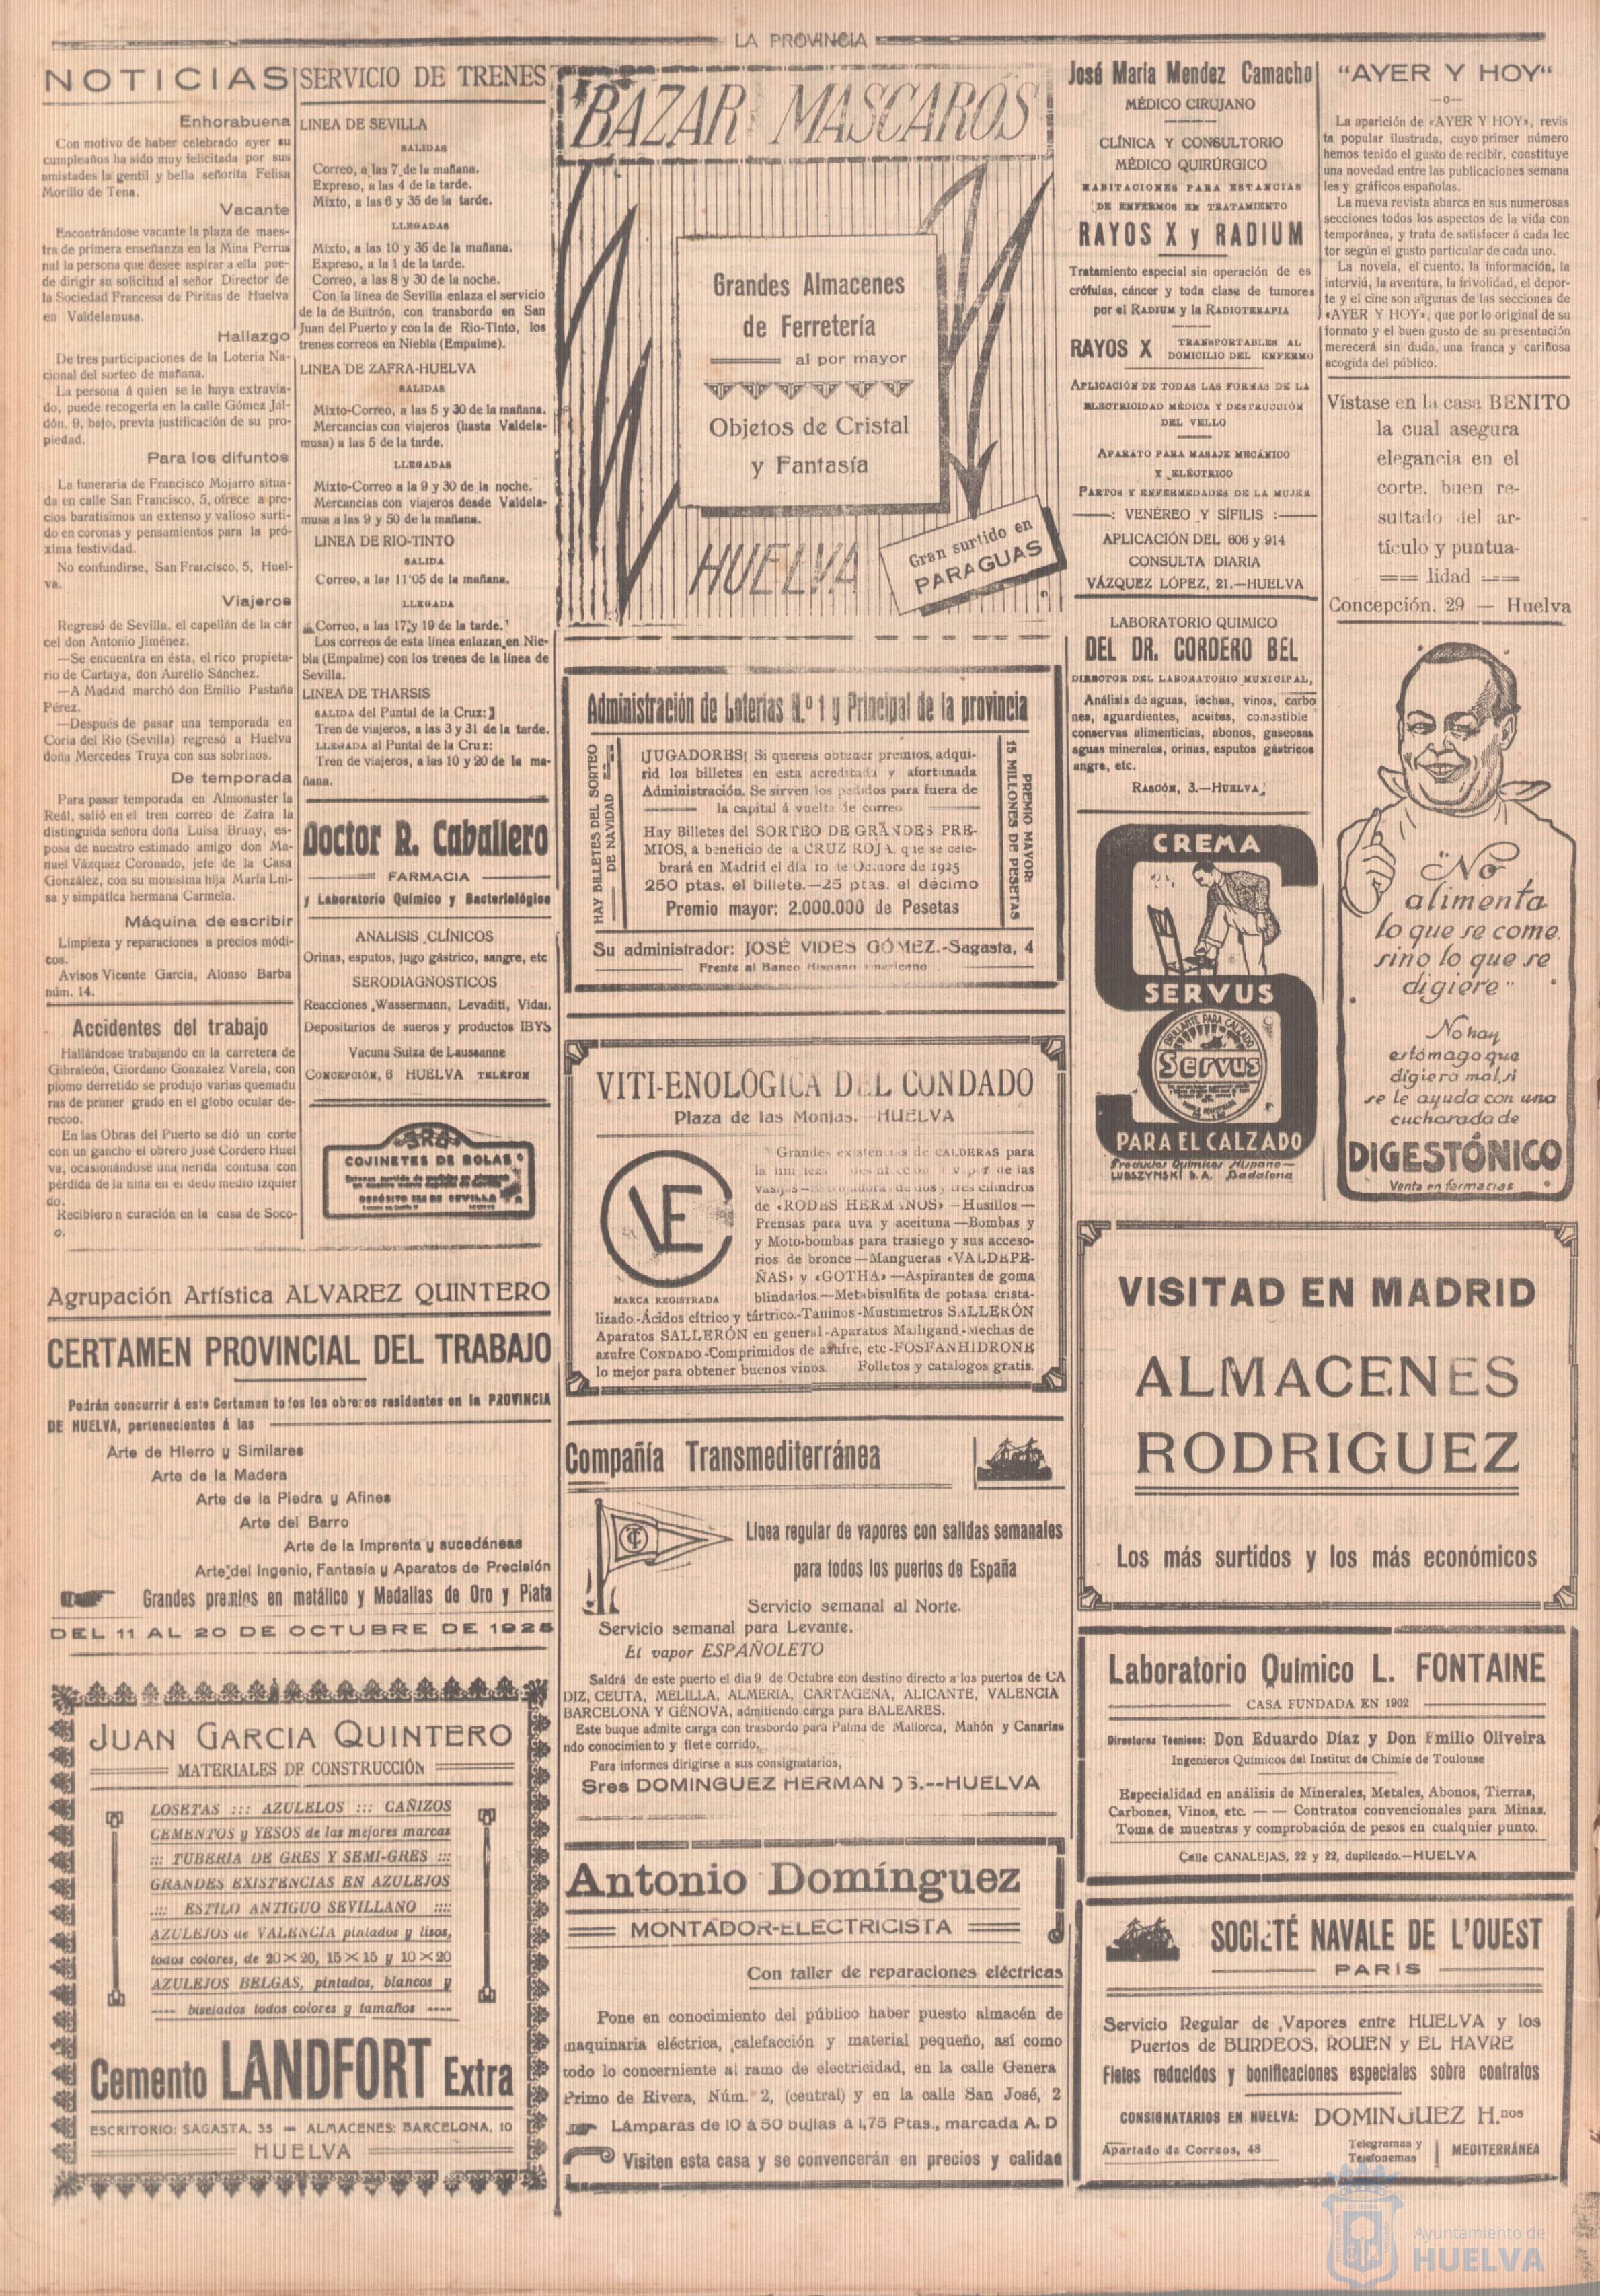 LA PROVINCIA
NOTICIAS
Enhorabuena
Con motivo de haber celebrado ayer su
cumpleaños ha sido muy felicitada por sus
amistades la gentil y bella señorita Felisa
Morillo de Tena.
Vacante
Encontrándose vacante la plaza de maes-
tra de primera enseñanza en la Mina Perrus
nal la persona que desee aspirar a ella pue-
de dirigir su solicitud al señor Director de
la Sociedad Francesa de Piritas de Huelva
en Valdelamusa.
Hallazgo
De tres participaciones de la Lotería Na-
cional del sorteo de mañana.
La persona á quien se le haya extravia-
do, puede recogerla en la calle Gómez Jal-
dón, 9, bajo, previa justificación de su pro-
piedad.
Para los difuntos
La funeraria de Francisco Mojarro situa-
da en calle San Francisco, 5, ofrece a pre-
cios baratísimos un extenso y valioso surti-
do en coronas y pensamientos para la pró-
xima festividad.
No confundirse, San Francisco, 5, Huel-
va.
Viajeros
Regresó de Sevilla, el capellán de la cár
cel don Antonio Jiménez.
—Se encuentra en ésta, el rico propieta-
rio de Cartaya, don Aurelio Sánchez.
—A Madrid marchó don Emilio Pastaña
Pérez.
—Después de pasar una temporada en
Coria del Rio (Sevilla) regresó a Huelva
doña Mercedes Truya con sus sobrinos.
De temporada
Para pasar temporada en Almonaster la
Reál, salió en el tren correo de Zafra la
distinguida señora doña Luisa Bruny, es-
posa de nuestro estimado amigo don Ma-
nuel Vázquez Coronado, jefe de la Casa
González, con su monísima hija María Lui-
sa y simpática hermana Carmela.
Máquina de escribir
Limpieza y reparaciones a precios módi-
cos.
Avisos Vicente Garcia, Alonso Barba
núm. 14.
Accidentes del trabajo
Hallándose trabajando en la carretera de
Gibraleón, Giordano Gonzalez Varela, con
plomo derretido se produjo varias quemadu
ras de primer grado en el globo ocular de-
recoo.
En las Obras del Puerto se dió un corte
con un gancho el obrero josé Cordero Huel
va, ocasionándose una herida contusa con
pérdida de la niña en el dedo medio izquier
do.
Recibieron curación en la casa de Soco-
o.
SERVICIO DE TRENES
LINEA DE SEVILLA
SALIDAS
Correo, a las 7 de la mañana.
Expreso, a las 4 de la tarde.
Mixto, a las 6 y 35 de la tarde.
LLEGADAS
Mixto, a las 10 y 35 de la mañana.
Expreso, a la 1 de la tarde.
Correo, a las 8 y 30 de la noche.
Con la línea de Sevilla enlaza el servicio
de la de Buitrón, con transbordo en San
Juan del Puerto y con la de Rio-Tinto, los
trenes correos en Niebla (Empalme).
LINEA DE ZAFRA-HUELVA
SALIDAS
Mixto-Correo, a las 5 y 30 de la mañana.
Mercancias con viajeros (hasta Valdela-
musa) a las 5 de la tarde.
LLEGADAS
Mixto-Correo a la 9 y 30 de la noche.
Mercancias con viajeros desde Valdela-
musa a las 9 y 50 de la mañana.
LINEA DE RIO-TINTO
SALIDA
Correo, a las 11'05 de la mañana.
LLEGADA
Correo, a las 17 y 19 de la tarde.
Los correos de esta línea enlazan en Nie-
bla (Empalme) con los trenes de la línea de
Sevilla.
LINEA DE THARSIS
SALIDA del Puntal de la Cruz:
Tren de viajeros, a las 3 y 31 de la tarde.
LLEGADA al Puntal de la Cruz:
Tren de viajeros, a las 10 y 20 de la ma-
ñana.
Doctor R. Caballero
FARMACIA
y Laboratorio Químico y Bacteriológico
ANALISIS CLÍNICOS
Orinas, esputos, jugo gástrico, sangre, etc
SERODIAGNOSTICOS
Reacciones Wassermann, Levaditi, Vidal.
Depositarios de sueros y productos IBYS
Vacuna Suiza de Laussanne
CONCEPCIÓN, 6 HUELVA TELÉFON
COJINETES DE BOLAS
Agrupación Artística ALVAREZ QUINTERO
CERTAMEN PROVINCIAL DEL TRABAJO
Podrán concurrir á este Certamen todos los obreros residentes en la PROVINCIA
DE HUELVA, pertenecientes á las
Arte de Hierro y Similares
Arte de la Madera
Arte de la Piedra y Afines
Arte del Barro
Arte de la Imprenta y sucedáneas
Arte del Ingenio, Fantasía y Aparatos de Precisión
Grandes premios en metálico y Medallas de Oro y Plata
DEL 11 AL 20 DE OCTUBRE DE 1925
JUAN GARCIA QUINTERO
MATERIALES DE CONSTRUCCIÓN
LOSETAS ::: AZULELOS ::: CAÑIZOS
CEMENTOS y YESOS de las mejores marcas
::: TUBERIA DE GRES Y SEMI-GRES :::
GRANDES EXISTENCIAS EN AZULEJOS
.::: ESTILO ANTIGUO SEVILLANO ::::
AZULEJOS de VALENCIA pintados y lisos,
todos colores, de 20×20, 15×15 y 10×20
AZULEJOS BELGAS, pintados, blancos y
---- biselados todos colores y tamaños ----
Cemento LANDFORT Extra
ESCRITORIO: SAGASTA, 35 — ALMACENES: BARCELONA, 10
HUELVA
BAZAR MASCARÓS
Grandes Almacenes
de Ferretería
al por mayor
Objetos de Cristal
y Fantasía
HUELVA
Gran surtido en
PARAGUAS
Administración de Loterias N.º 1 y Principal de la provincia
HAY BILLETES DEL SORTEO
DE NAVIDAD
¡JUGADORES! Si quereis obtener premios, adqui-
rid los billetes en esta acreditada y afortunada
Administración. Se sirven los pedidos para fuera de
la capital á vuelta de correo
Hay Billetes del SORTEO DE GRANDES PRE-
MIOS, á beneficio de a CRUZ ROJA, que se cele-
brará en Madrid el día 10 de Octubre de 1925
250 ptas. el billete.—25 ptas. el décimo
Premio mayor: 2.000.000 de Pesetas
PREMIO MAYOR:
15 MILLONES DE PESETAS
Su administrador: JOSÉ VIDES GÓMEZ.-Sagasta, 4
Frente al Banco Hispano Americano
VITI-ENOLÓGICA DEL CONDADO
Plaza de las Monjas.—HUELVA
MARCA REGISTRADA
Grandes existencias de CALDERAS para
de dos y tres cilindros
de «RODES HERMANOS»—Husillos—
Prensas para uva y aceituna—Bombas y
y Moto-bombas para trasiego y sus acceso-
rios de bronce—Mangueras «VALDEPE-
ÑAS» y «GOTHA»—Aspirantes de goma
blindados.—Metabisulfita de potasa crista-
lizado-Ácidos cítrico y tártrico.-Taninos-Mustimetros SALLERÓN
Aparatos SALLERÓN en general-Aparatos Malligand.-Mechas de
azufre CONDADO-Comprimidos de azufre, etc-FOSFANHIDRONE
lo mejor para obtener buenos vinos Folletos y catalogos gratis.
Compañía Transmediterránea
Línea regular de vapores con salidas semanales
para todos los puertos de España
Servicio semanal al Norte.
Servicio semanal para Levante.
El vapor ESPAÑOLETO
Saldrá de este puerto el dia 9 de Octubre con destino directo a los puertos de CA
DIZ, CEUTA, MELILLA, ALMERIA, CARTAGENA, ALICANTE, VALENCIA
BARCELONA Y GÉNOVA, admitiendo carga para BALEARES.
Este buque admite carga con trasbordo para Palma de Mallorca, Mahón y Canarias
ndo conocimiento y flete corrido.
Para informes dirigirse a sus consignatarios,
Sres DOMINGUEZ HERMANOS.--HUELVA
Antonio Domínguez
MONTADOR-ELECTRICISTA
Con taller de reparaciones eléctricas
Pone en conocimiento del público haber puesto almacén de
maquinaria eléctrica, calefacción y material pequeño, así como
todo lo concerniente al ramo de electricidad, en la calle Genera
Primo de Rivera, Núm. 2, (central) y en la calle San José, 2
Lámparas de 10 á 50 bujías á 1,75 Ptas., marcada A. D
Visiten esta casa y se convencerán en precios y calidad
José María Mendez Camacho
MÉDICO CIRUJANO
CLÍNICA Y CONSULTORIO
MÉDICO QUIRÚRGICO
HABITACIONES PARA ESTANCIAS
DE ENFERMOS EN TRATAMIENTO
RAYOS X y RADIUM
Tratamiento especial sin operación de es
crófulas, cáncer y toda clase de tumores
por el RADIUM y la RADIOTERAPIA
RAYOS X TRANSPORTABLES AL
DOMICILIO DEL ENFERMO
APLICACIÓN DE TODAS LAS FORMAS DE LA
ELECTRICIDAD MÉDICA Y DESTRUCCIÓN
DEL VELLO
APARATO PARA MASAJE MECÁNICO
Y ELÉCTRICO
PARTOS Y ENFERMEDADES DE LA MUJER
—: VENÉREO Y SÍFILIS :—
APLICACIÓN DEL 606 y 914
CONSULTA DIARIA
VÁZQUEZ LÓPEZ, 21.—HUELVA
LABORATORIO QUIMICO
DEL DR. CORDERO BEL
DIRECTOR DEL LABORATORIO MUNICIPAL,
Análisis de aguas, leches, vinos, carbo
nes, aguardientes, aceites, comastible
conservas alimenticias, abonos, gaseosas
aguas minerales, orinas, esputos gástricos
angre, etc.
RASCÓN, 3.—HUELVA
CREMA
SERVUS
BRILLANTE PARA CALZADO
Servus
PARA EL CALZADO
Productos Químicos Hispano—
LUBSZYNSKI S.A. Badalona
"AYER Y HOY"
—o—
La aparición de «AYER Y HOY», revis
ta popular ilustrada, cuyo primer número
hemos tenido el gusto de recibir, constituye
una novedad entre las publicaciones semana
les y gráficos españolas.
La nueva revista abarca en sus numerosas
secciones todos los aspectos de la vida con
temporánea, y trata de satisfacer á cada lec
tor según el gusto particular de cada uno.
La novela, el cuento, la información, la
interviú, la aventura, la frivolidad, el depor-
te y el cine son algunas de las secciones de
«AYER Y HOY», que por lo original de su
formato y el buen gusto de su presentación
merecerá sin duda, una franca y cariñosa
acogida del público.
Vístase en la casa BENITO
la cual asegura
elegancia en el
corte, buen re-
sultado del ar-
tículo y puntua-
lidad
Concepción, 29 — Huelva
"No
alimenta
lo que se come,
sino lo que se
digiere"
No hay
estómago que
digiera mal, si
se le ayuda con una
cucharada de
DIGESTÓNICO
Venta en farmacias
VISITAD EN MADRID
ALMACENES
RODRIGUEZ
Los más surtidos y los más económicos
Laboratorio Químico L. FONTAINE
CASA FUNDADA EN 1902
Directores Técnicos: Don Eduardo Díaz y Don Emilio Oliveira
Ingenieros Químicos del Institut de Chimie de Toulouse
Especialidad en análisis de Minerales, Metales, Abonos, Tierras,
Carbones, Vinos, etc. — — Contratos convencionales para Minas.
Toma de muestras y comprobación de pesos en cualquier punto.
Calle CANALEJAS, 22 y 22, duplicado.—HUELVA
SOCIETÉ NAVALE DE L'OUEST
PARÍS
Servicio Regular de Vapores entre HUELVA y los
Puertos de BURDEOS, ROUEN y EL HAVRE
Fletes reducidos y bonificaciones especiales sobre contratos
CONSIGNATARIOS EN HUELVA: DOMINGUEZ H.nos
Apartado de Correos, 48
Telegramas y
Telefonemas
MEDITERRÁNEA
Ayuntamiento de
HUELVA